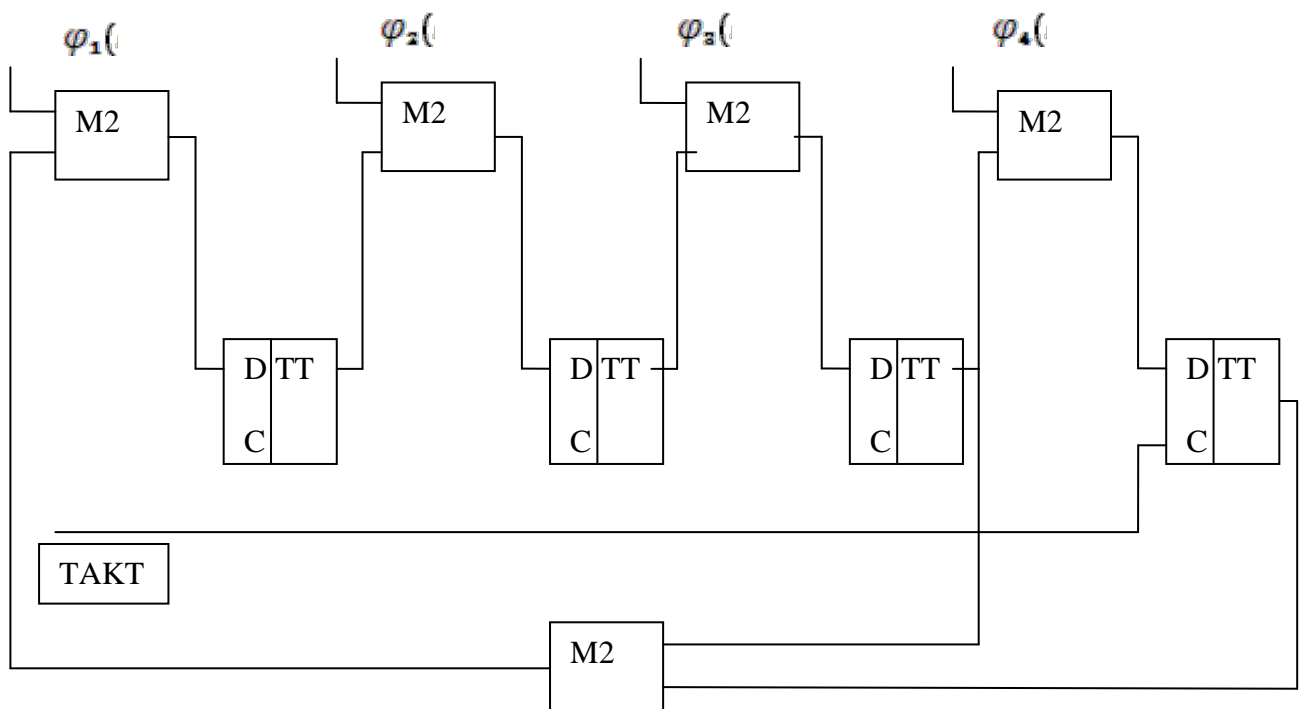 φ₁( φ₂( φ₃( φ₄(
M2 M2 M2 M2
D TT D TT D TT D TT
C C C C
TAKT
M2